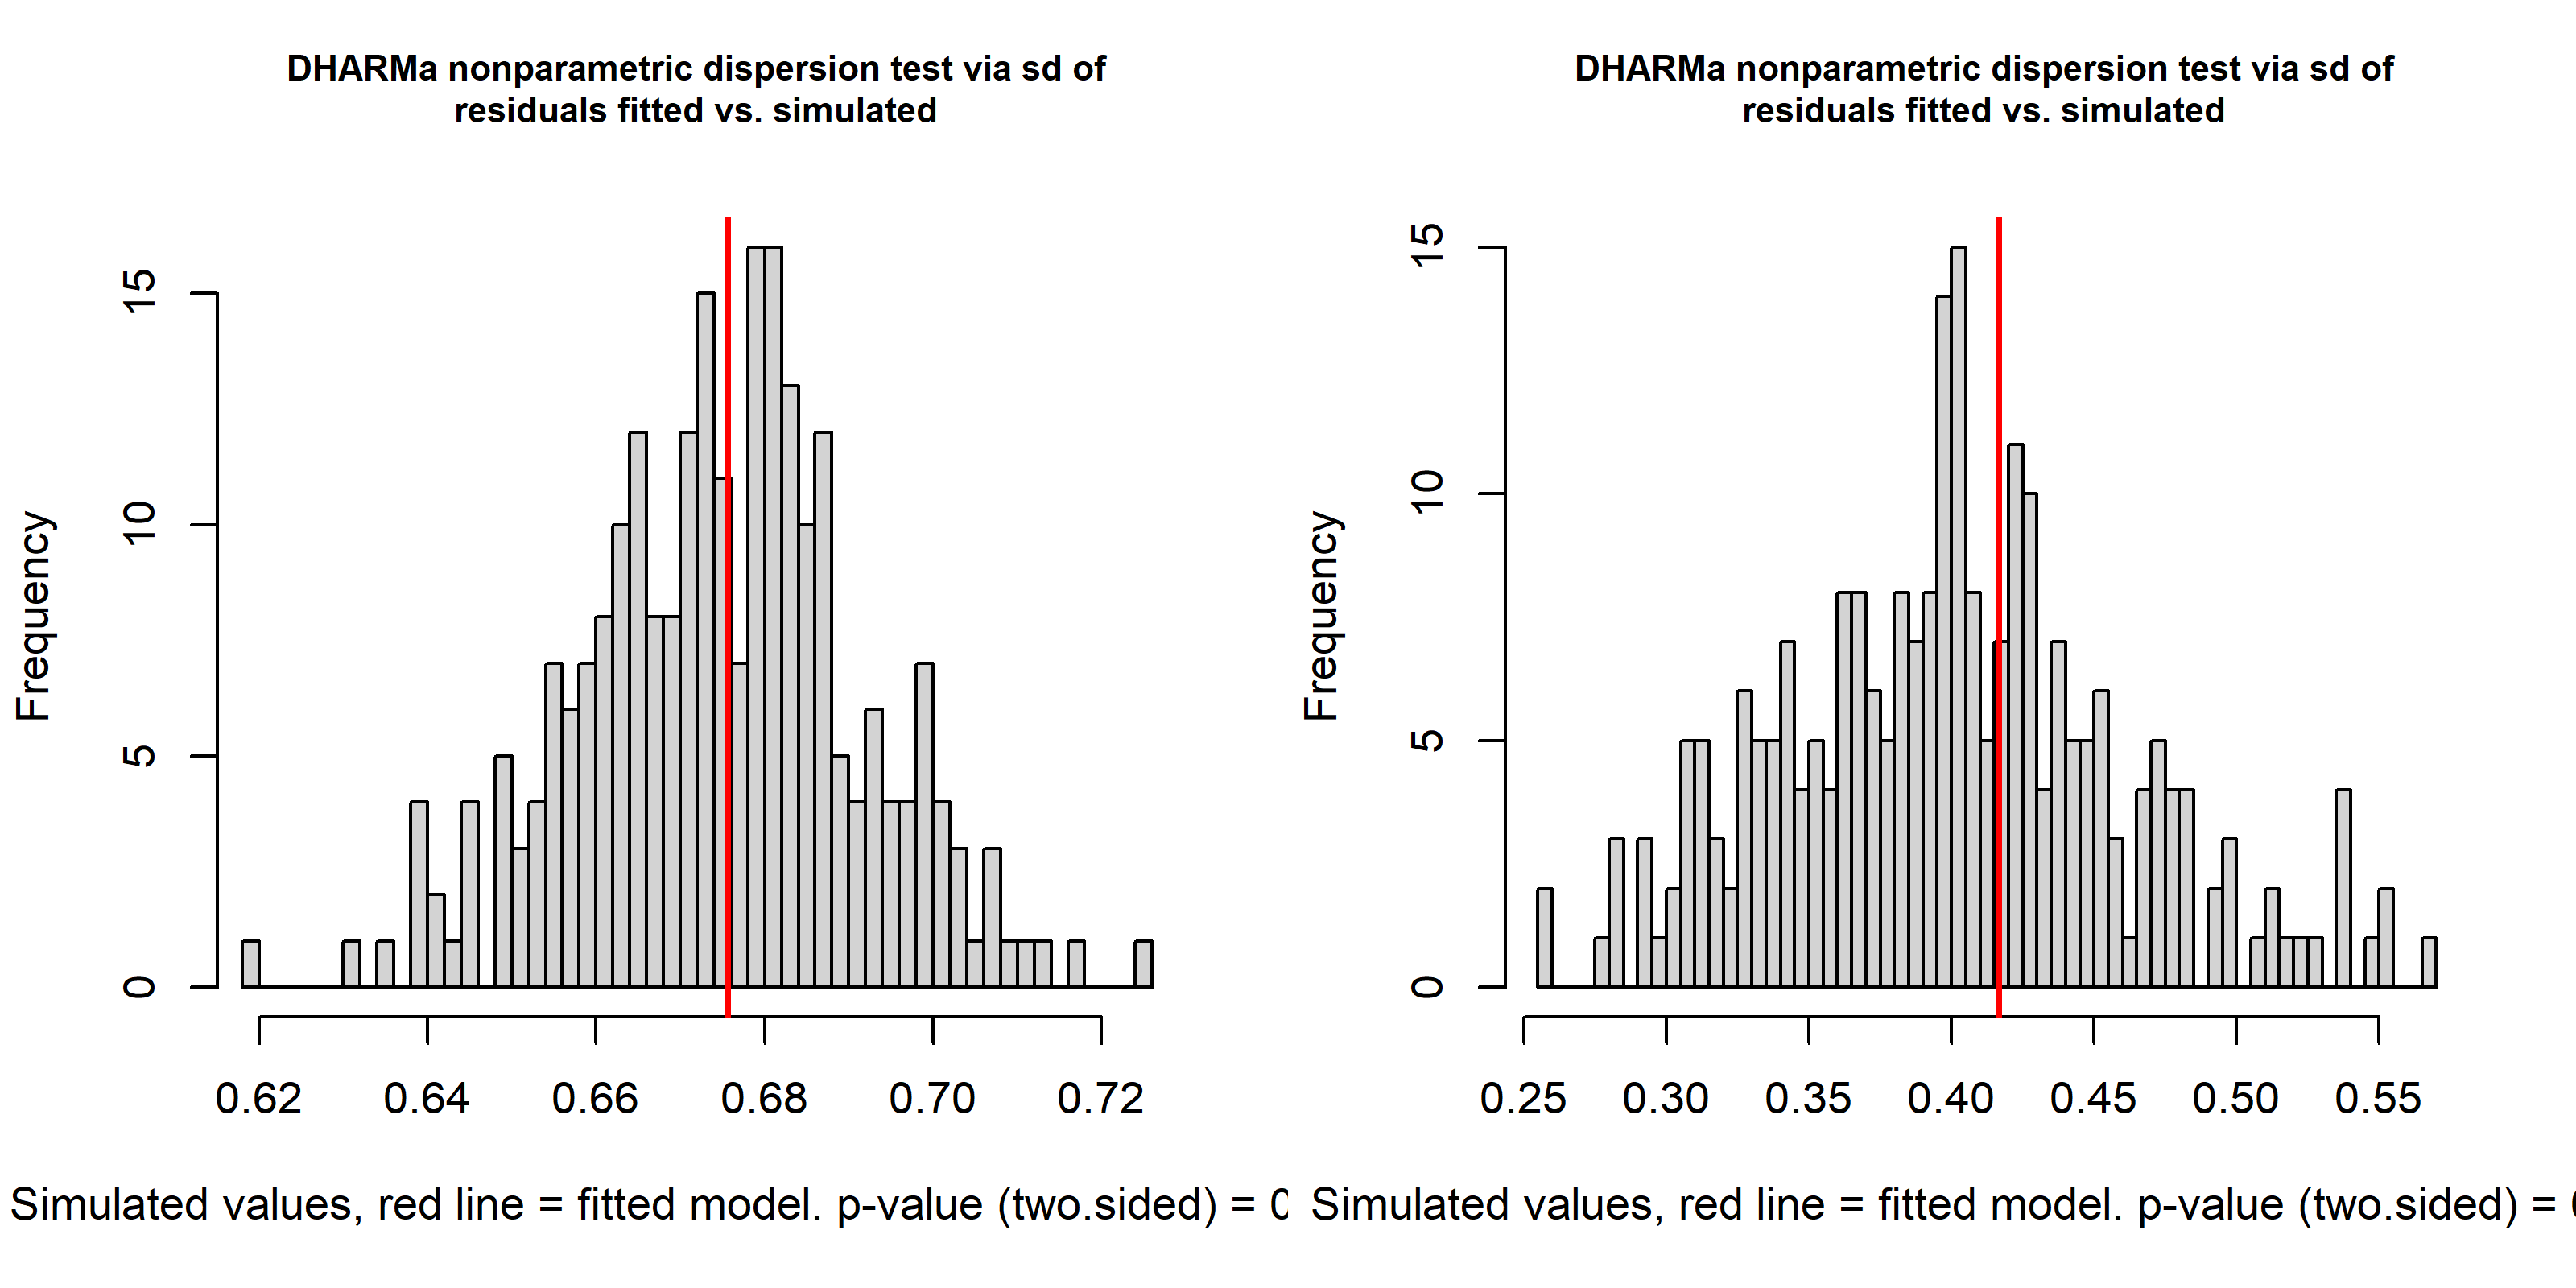 DHARMa nonparametric dispersion test via sd of
residuals fitted vs. simulated
Frequency
15
10
5
0
0.62 0.64 0.66 0.68 0.70 0.72
Simulated values, red line = fitted model. p-value (two.sided) = 0
DHARMa nonparametric dispersion test via sd of
residuals fitted vs. simulated
Frequency
15
10
5
0
0.25 0.30 0.35 0.40 0.45 0.50 0.55
Simulated values, red line = fitted model. p-value (two.sided) =